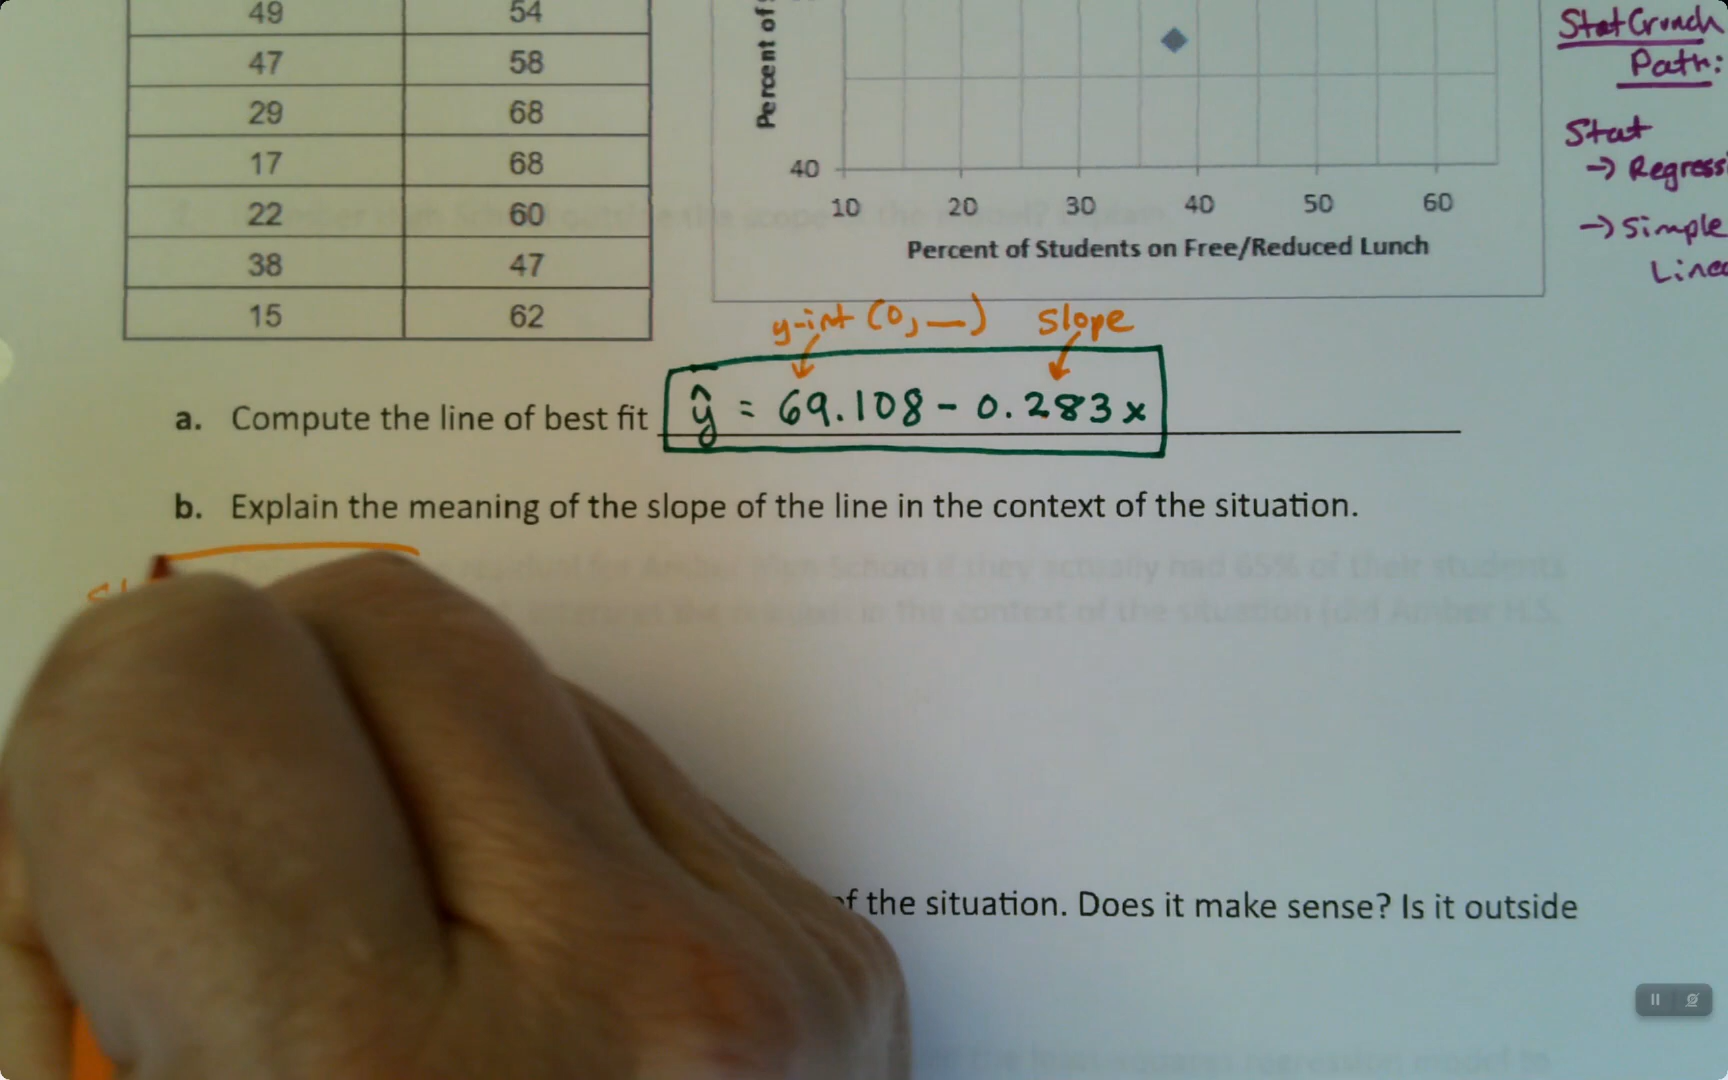 49 54
47 58
29 68
17 68
22 60
38 47
15 62
Percent of
40
10 20 30 40 50 60
Percent of Students on Free/Reduced Lunch
StatCrunch
Path:
Stat
→ Regress
→ Simple
Linea
y-int (0, __) slope
a. Compute the line of best fit ŷ = 69.108 - 0.283x
b. Explain the meaning of the slope of the line in the context of the situation.
of the situation. Does it make sense? Is it outside